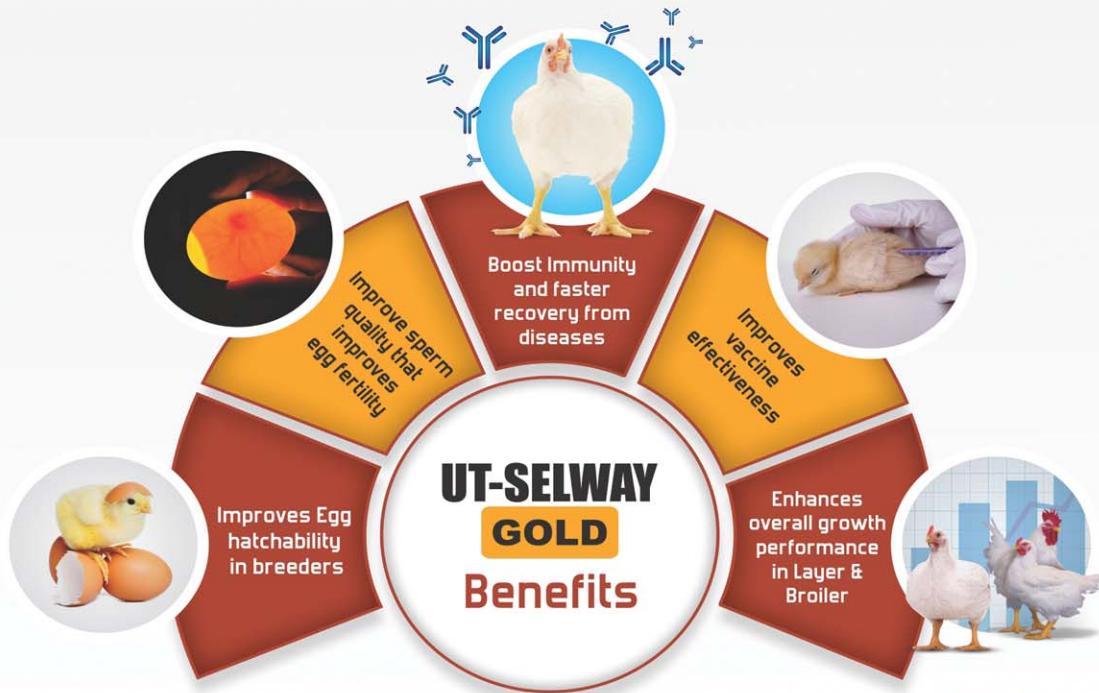 Boost Immunity
and faster
recovery from
diseases
Improve sperm
quality that
improves
egg fertility
Improves
vaccine
effectiveness
Improves Egg
hatchability
in breeders
Enhances
overall growth
performance
in Layer &
Broiler
UT-SELWAY
GOLD
Benefits